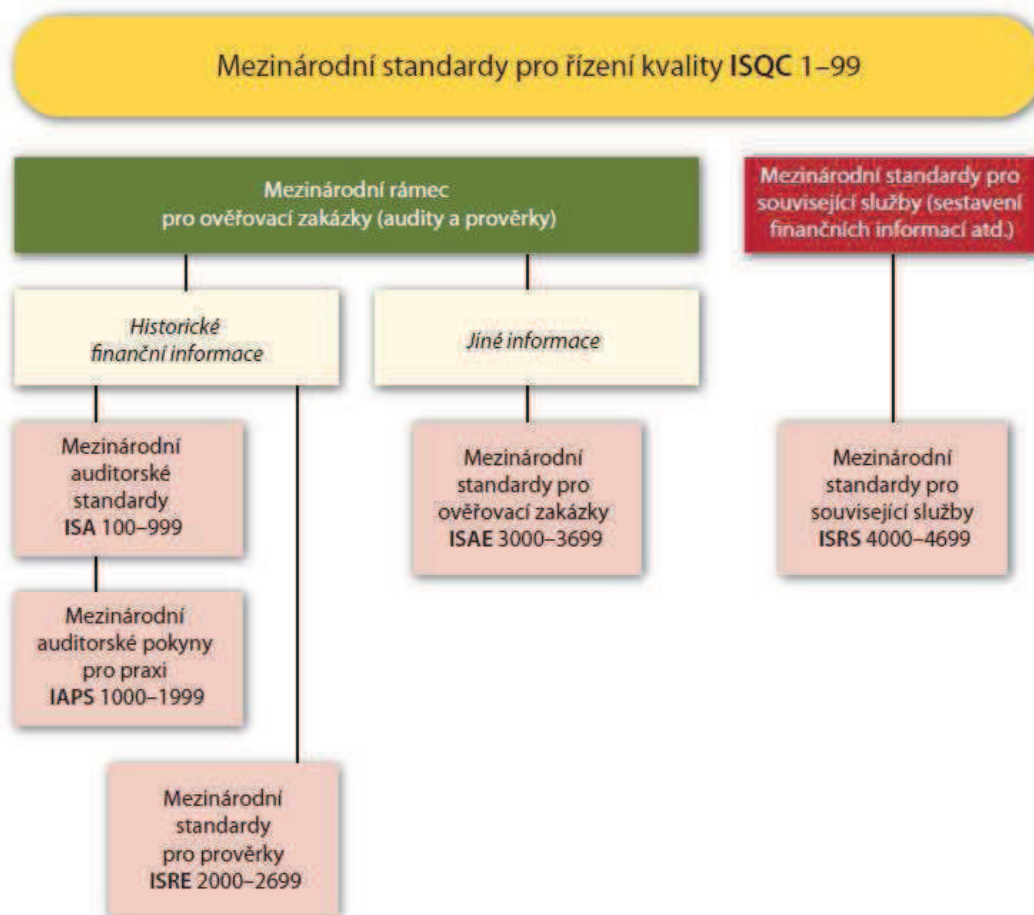 Mezinárodní standardy pro řízení kvality ISQC 1–99
Mezinárodní rámec
pro ověřovací zakázky (audity a prověrky)
Mezinárodní standardy pro
související služby (sestavení
finančních informací atd.)
Historické
finanční informace
Jiné informace
Mezinárodní
auditorské
standardy
ISA 100–999
Mezinárodní
standardy pro
ověřovací zakázky
ISAE 3000–3699
Mezinárodní
standardy pro
související služby
ISRS 4000–4699
Mezinárodní
auditorské pokyny
pro praxi
IAPS 1000–1999
Mezinárodní
standardy
pro prověrky
ISRE 2000–2699